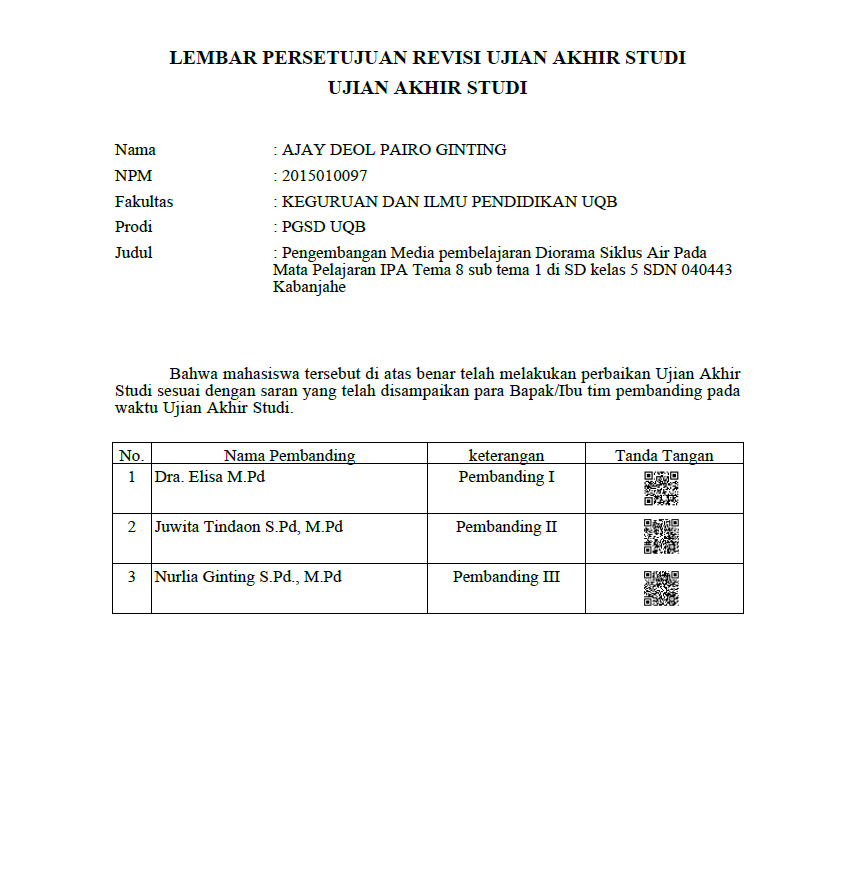 LEMBAR PERSETUJUAN REVISI UJIAN AKHIR STUDI
UJIAN AKHIR STUDI
Nama : AJAY DEOL PAIRO GINTING
NPM : 2015010097
Fakultas : KEGURUAN DAN ILMU PENDIDIKAN UQB
Prodi : PGSD UQB
Judul : Pengembangan Media pembelajaran Diorama Siklus Air Pada
Mata Pelajaran IPA Tema 8 sub tema 1 di SD kelas 5 SDN 040443
Kabanjahe
Bahwa mahasiswa tersebut di atas benar telah melakukan perbaikan Ujian Akhir
Studi sesuai dengan saran yang telah disampaikan para Bapak/Ibu tim pembanding pada
waktu Ujian Akhir Studi.
No. Nama Pembanding keterangan Tanda Tangan
1 Dra. Elisa M.Pd Pembanding I
2 Juwita Tindaon S.Pd, M.Pd Pembanding II
3 Nurlia Ginting S.Pd., M.Pd Pembanding III